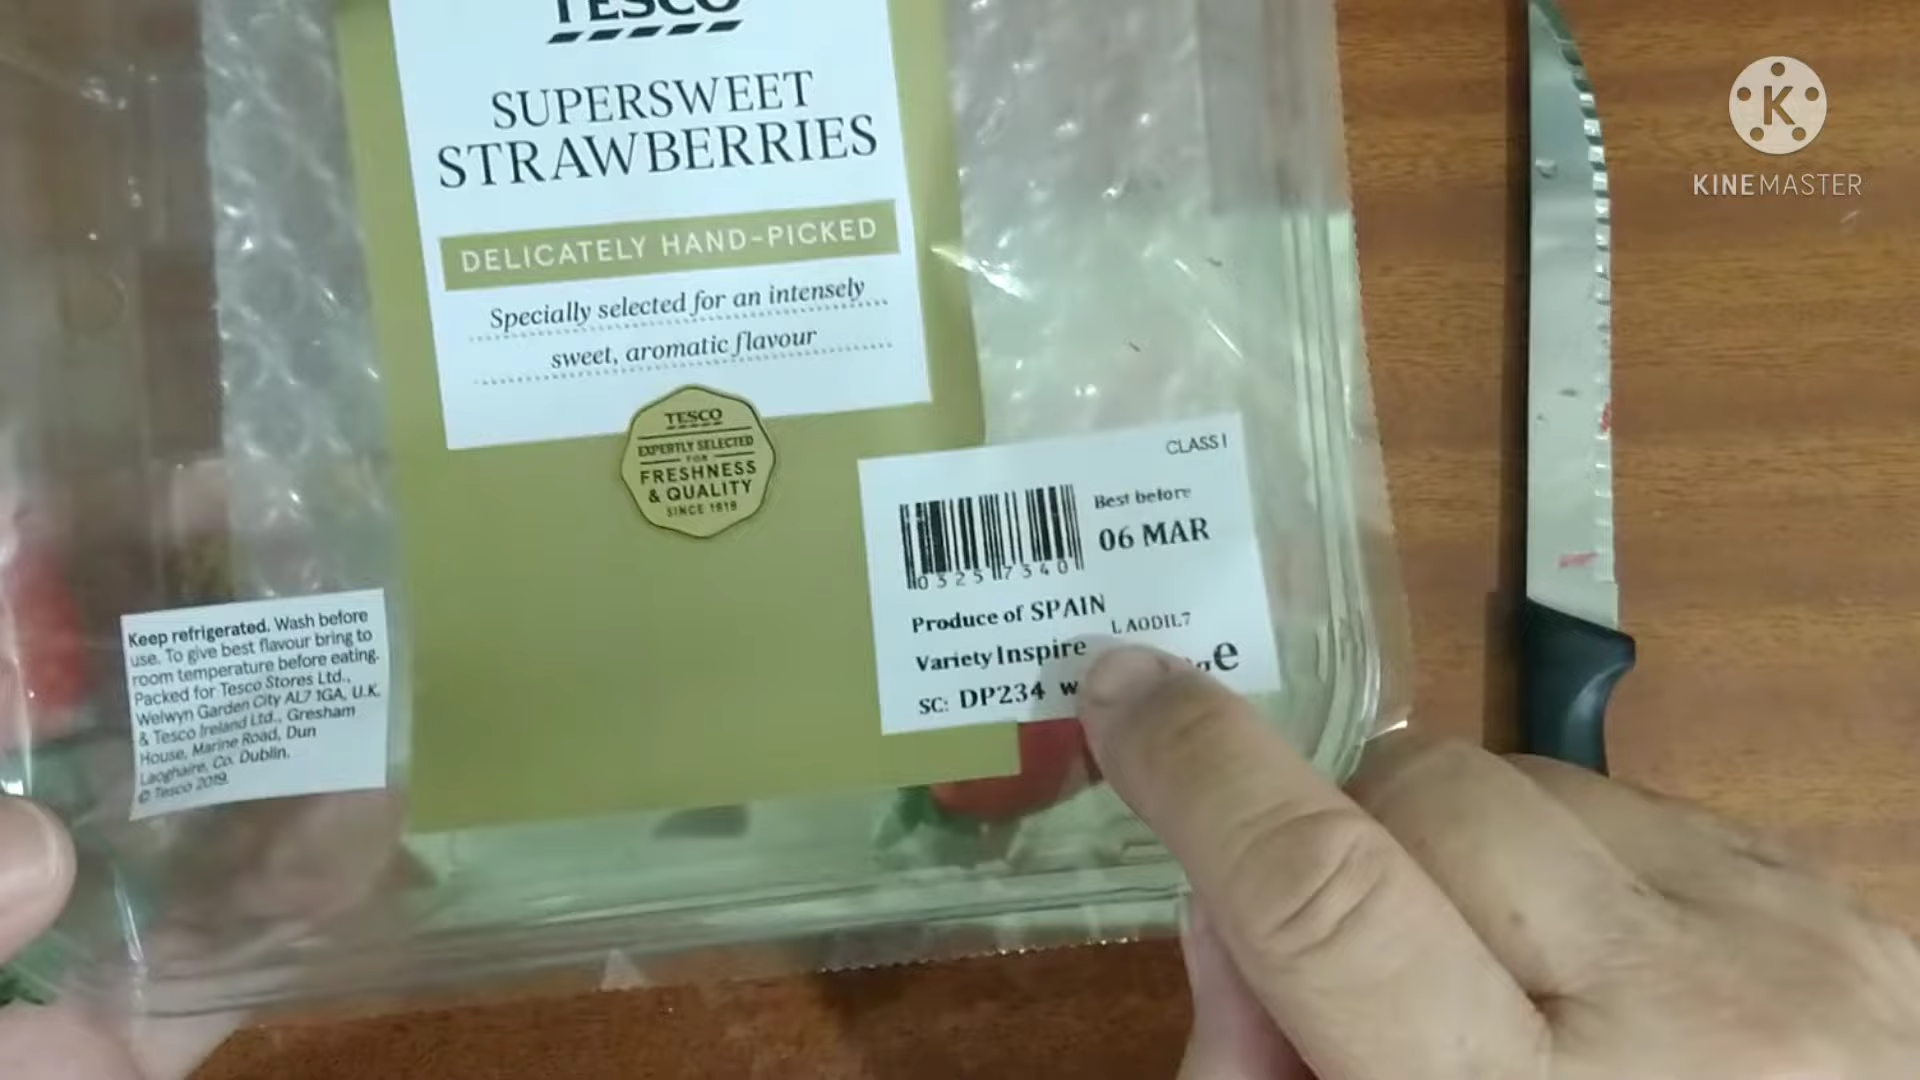 TESCO
SUPERSWEET
STRAWBERRIES
DELICATELY HAND-PICKED
Specially selected for an intensely
sweet, aromatic flavour
TESCO
EXPERTLY SELECTED
FOR
FRESHNESS
& QUALITY
SINCE 1919
CLASS I
Best before
06 MAR
03257340
Produce of SPAIN
LA0DIL7
Variety Inspire
e
SC: DP234
Keep refrigerated. Wash before
use. To give best flavour bring to
room temperature before eating.
Packed for Tesco Stores Ltd.,
Welwyn Garden City AL7 1GA, U.K.
& Tesco Ireland Ltd., Gresham
House, Marine Road, Dun
Laoghaire, Co. Dublin.
© Tesco 2019.
K
KINEMASTER